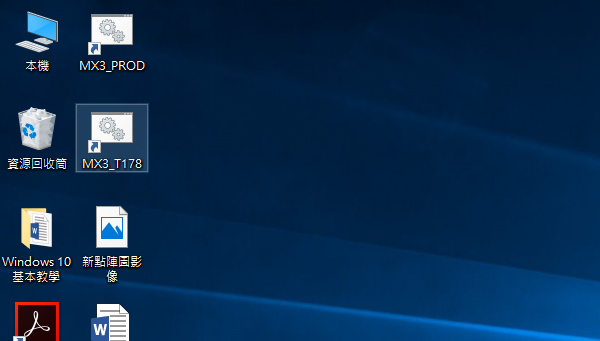 本機
MX3_PROD
資源回收筒
MX3_T178
Windows 10
基本教學
新點陣圖影
像